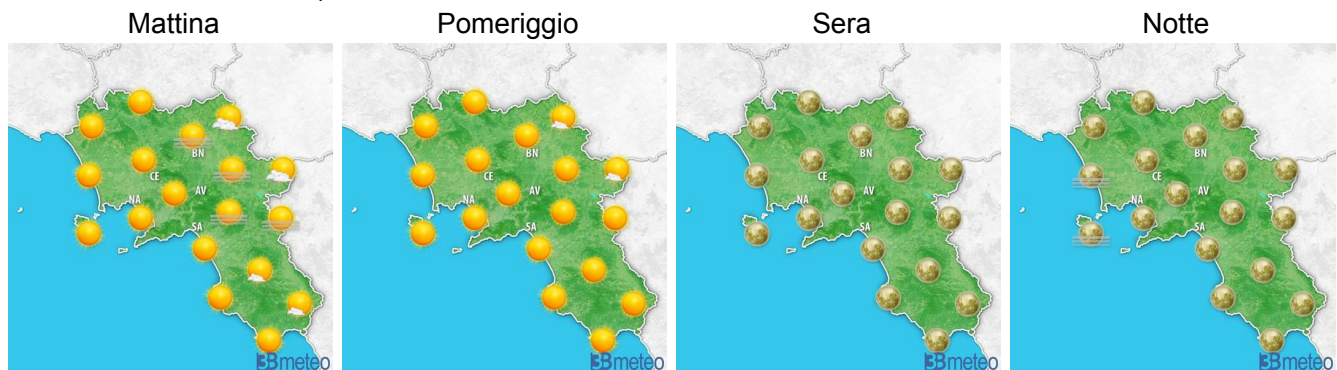 Mattina
Pomeriggio
Sera
Notte
BN
CE
AV
NA
SA
3Bmeteo
BN
CE
AV
NA
SA
3Bmeteo
BN
CE
AV
NA
SA
3Bmeteo
BN
CE
AV
NA
SA
3Bmeteo